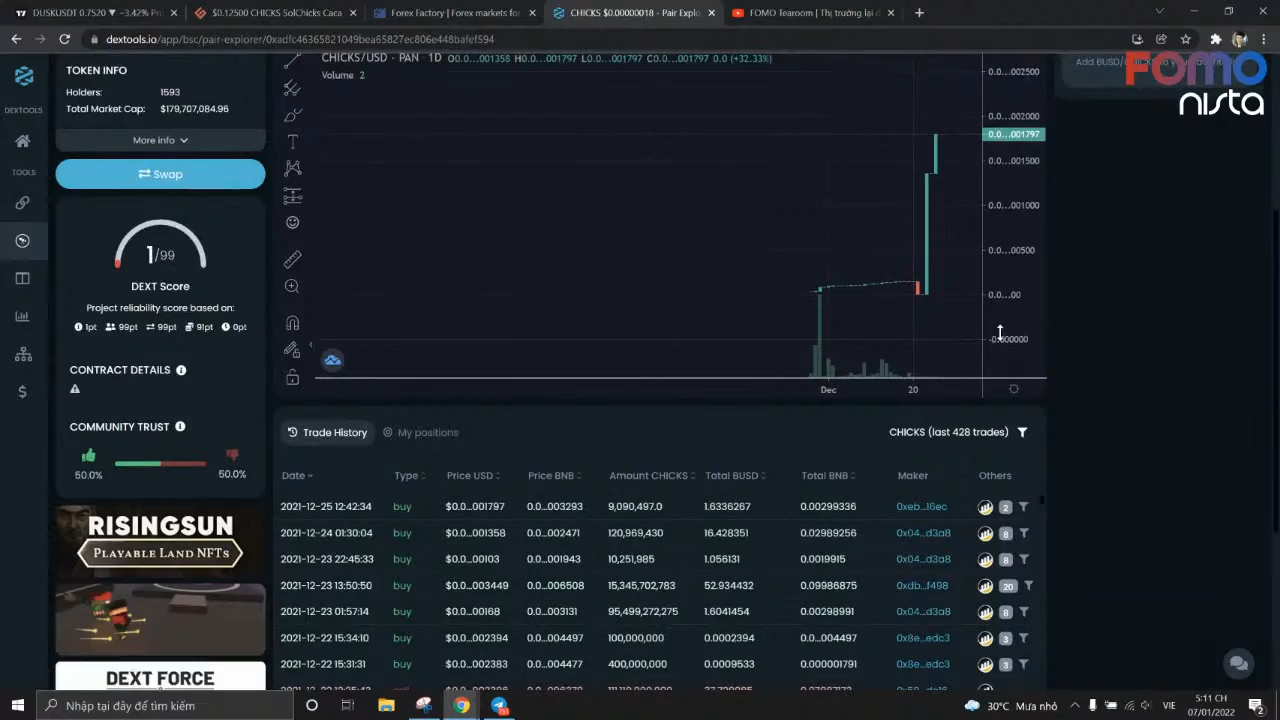 DUSKUSDT 0.7520 ▲ −3.42% Pr
$0.12500 CHICKS SolChicks Caca
Forex Factory | Forex markets for
CHICKS $0.00000018 - Pair Explo
FOMO Tearoom | Thị trường lại đ
dextools.io/app/bsc/pair-explorer/0xadfc46365821049bea65827ec806e448bafef594
FOMO
nista
DEXTOOLS
TOOLS
TOKEN INFO
Holders: 1593
Total Market Cap: $179,707,084.96
More info
Swap
1/99
DEXT Score
Project reliability score based on:
1pt 99pt 99pt 91pt 0pt
CONTRACT DETAILS
COMMUNITY TRUST
50.0% 50.0%
RISINGSUN
PLAYABLE LAND NFTS
DEXT FORCE
CHICKS/USD - PAN · 1D O0.0...001358 H0.0...001797 L0.0...001797 C0.0...001797 0.0 (+32.33%)
Volume 2
0.0...002500
0.0...002000
0.0...001797
0.0...001500
0.0...001000
0.0...00500
0.0...00
Dec 20
Trade History My positions CHICKS (last 428 trades)
Date Type Price USD Price BNB Amount CHICKS Total BUSD Total BNB Maker Others
2021-12-25 12:42:34 buy $0.0...001797 0.0...003293 9,090,497.0 1.6336267 0.00299336 0xeb...16ec 2
2021-12-24 01:30:04 buy $0.0...001358 0.0...002471 120,969,430 16.428351 0.02989256 0x04...d3a8 8
2021-12-23 22:45:33 buy $0.0...00103 0.0...001943 10,251,985 1.056131 0.0019915 0x04...d3a8 8
2021-12-23 13:50:50 buy $0.0...003449 0.0...006508 15,345,702,783 52.934432 0.09986875 0xdb...f498 20
2021-12-23 01:57:14 buy $0.0...00168 0.0...003131 95,499,272,275 1.6041454 0.00298991 0x04...d3a8 8
2021-12-22 15:34:10 buy $0.0...002394 0.0...004497 100,000,000 0.0002394 0.0...004497 0x8e...edc3 3
2021-12-22 15:31:31 buy $0.0...002383 0.0...004477 400,000,000 0.0009533 0.000001791 0x8e...edc3 3
Nhập tại đây để tìm kiếm
30°C Mưa nhỏ
VIE
5:11 CH
07/01/2022